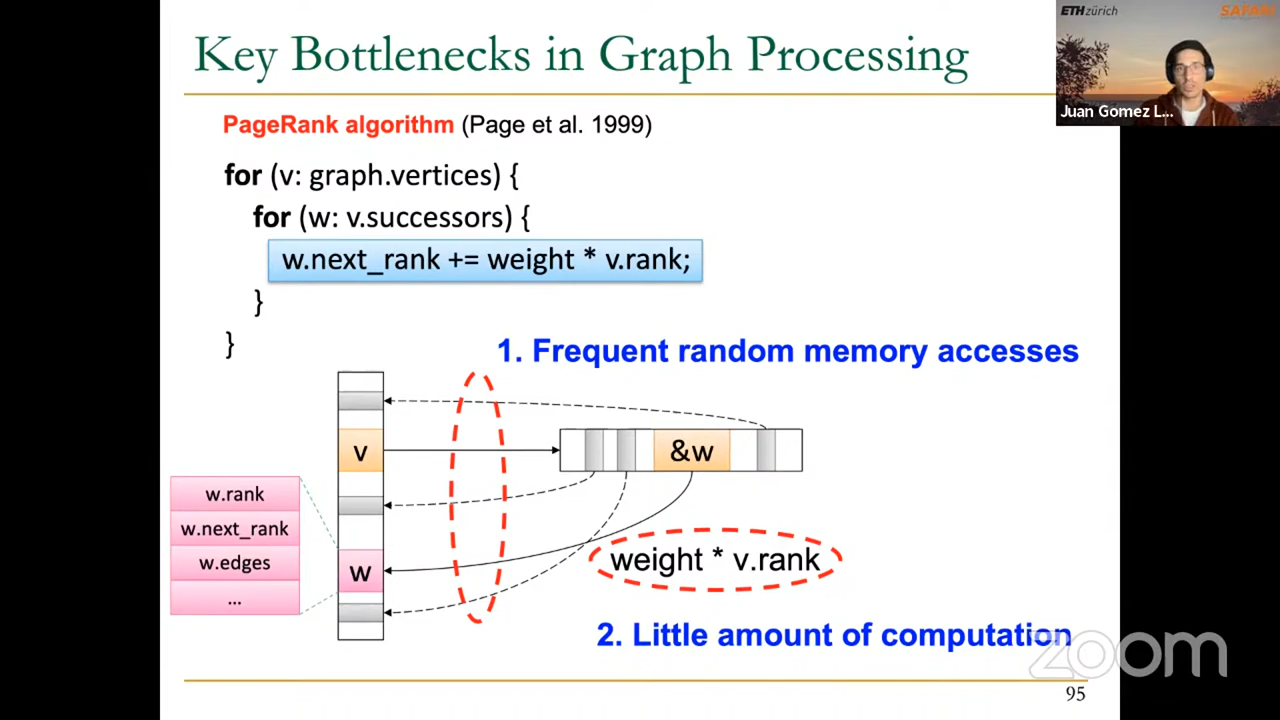 Key Bottlenecks in Graph Processing
ETH zürich
SAFARI
Juan Gomez L...
PageRank algorithm (Page et al. 1999)
for (v: graph.vertices) {
for (w: v.successors) {
w.next_rank += weight * v.rank;
}
}
1. Frequent random memory accesses
v
&w
w.rank
w.next_rank
w.edges
...
w
weight * v.rank
2. Little amount of computation
zoom
95